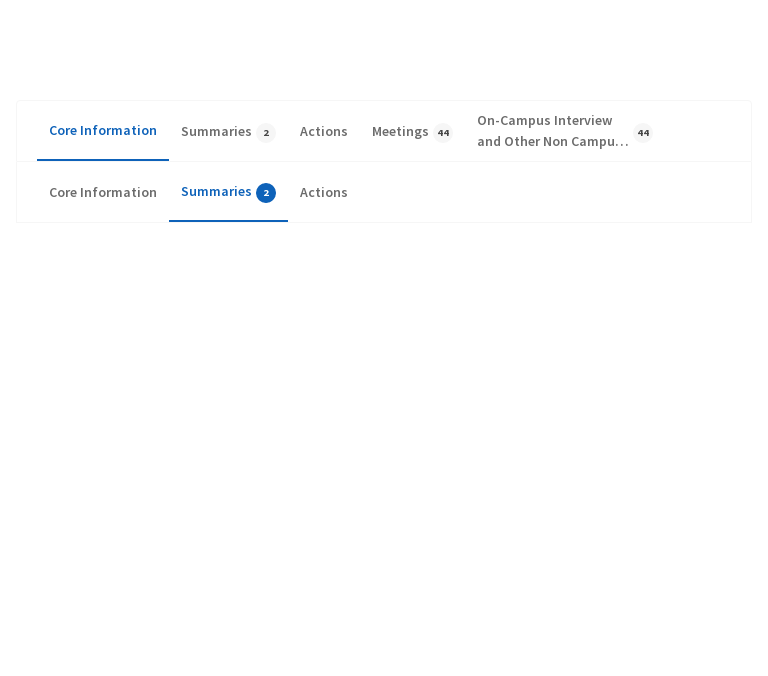 Core Information Summaries 2 Actions Meetings 44 On-Campus Interview
and Other Non Campu… 44
Core Information Summaries 2 Actions